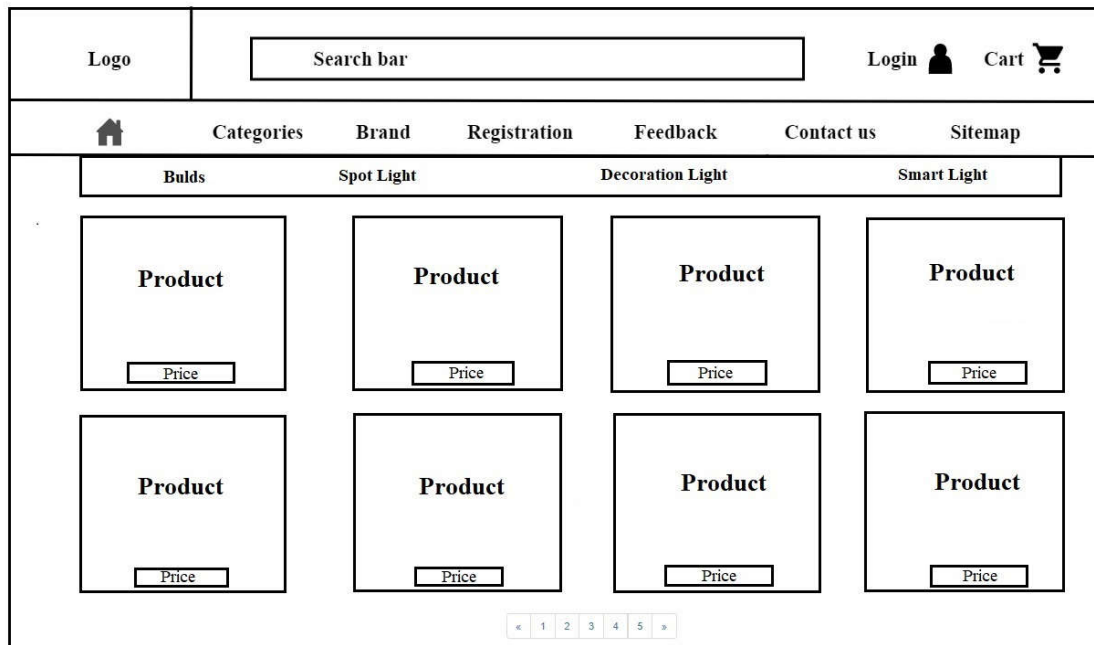 Logo
Search bar
Login
Cart
Categories Brand Registration Feedback Contact us Sitemap
Bulds Spot Light Decoration Light Smart Light
Product Product Product Product
Price Price Price Price
Product Product Product Product
Price Price Price Price
« 1 2 3 4 5 »